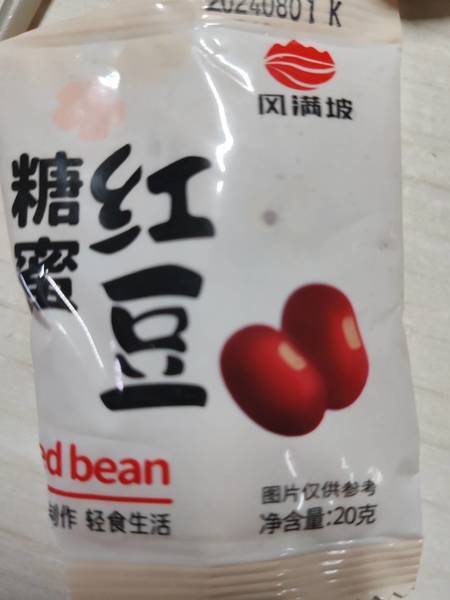 20240801 K
风满坡
糖蜜
红豆
ed bean
制作 轻食生活
图片仅供参考
净含量:20克